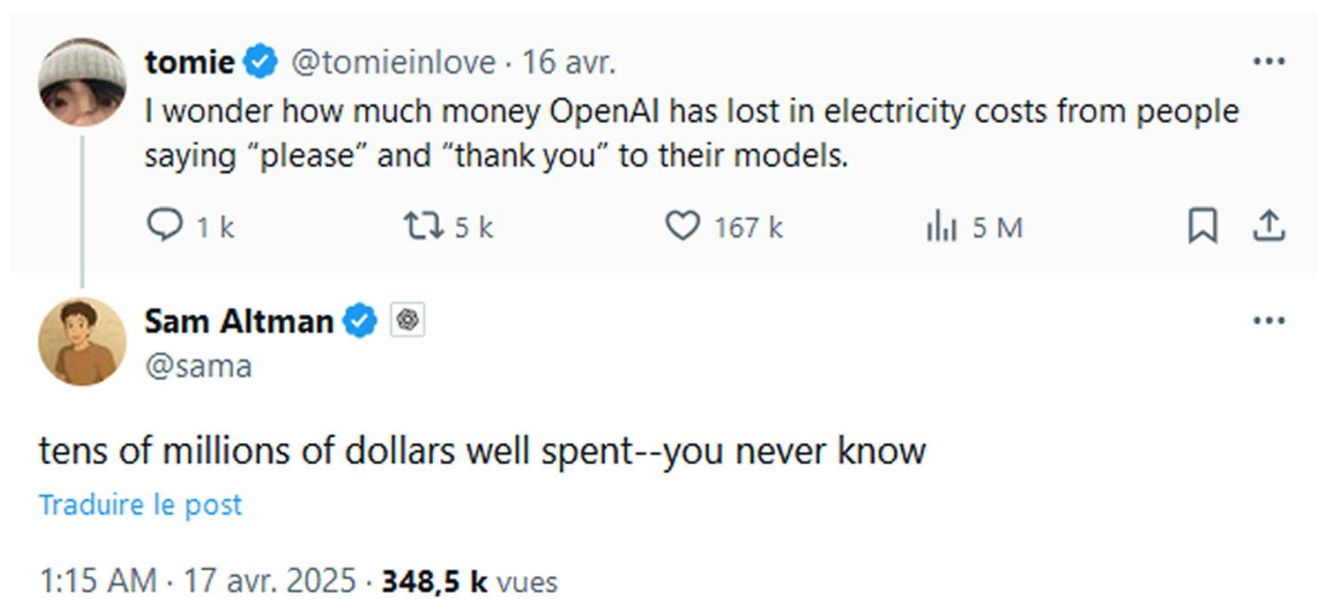 tomie @tomieinlove · 16 avr.
I wonder how much money OpenAI has lost in electricity costs from people
saying “please” and “thank you” to their models.
1 k 5 k 167 k 5 M
Sam Altman
@sama
tens of millions of dollars well spent--you never know
Traduire le post
1:15 AM · 17 avr. 2025 · 348,5 k vues